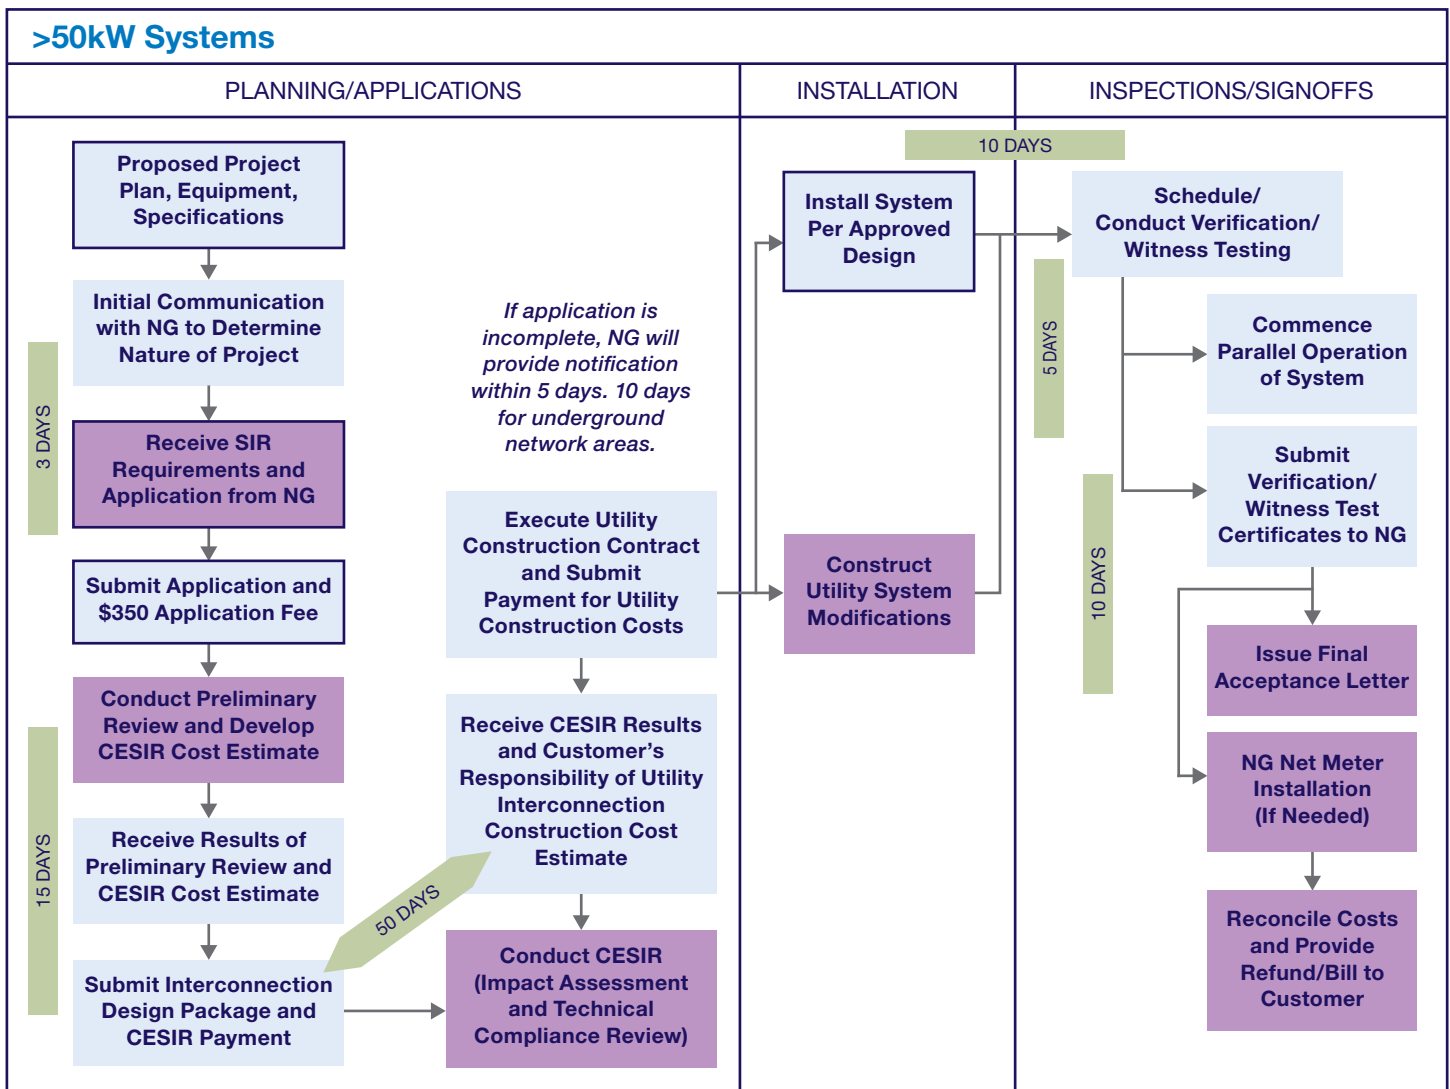 >50kW Systems
PLANNING/APPLICATIONS
INSTALLATION
INSPECTIONS/SIGNOFFS
Proposed Project
Plan, Equipment,
Specifications
Initial Communication
with NG to Determine
Nature of Project
3 DAYS
Receive SIR
Requirements and
Application from NG
Submit Application and
$350 Application Fee
Conduct Preliminary
Review and Develop
CESIR Cost Estimate
15 DAYS
Receive Results of
Preliminary Review and
CESIR Cost Estimate
Submit Interconnection
Design Package and
CESIR Payment
50 DAYS
If application is
incomplete, NG will
provide notification
within 5 days. 10 days
for underground
network areas.
Execute Utility
Construction Contract
and Submit
Payment for Utility
Construction Costs
Receive CESIR Results
and Customer’s
Responsibility of Utility
Interconnection
Construction Cost
Estimate
Conduct CESIR
(Impact Assessment
and Technical
Compliance Review)
10 DAYS
Install System
Per Approved
Design
Construct
Utility System
Modifications
Schedule/
Conduct Verification/
Witness Testing
5 DAYS
Commence
Parallel Operation
of System
Submit
Verification/
Witness Test
Certificates to NG
10 DAYS
Issue Final
Acceptance Letter
NG Net Meter
Installation
(If Needed)
Reconcile Costs
and Provide
Refund/Bill to
Customer